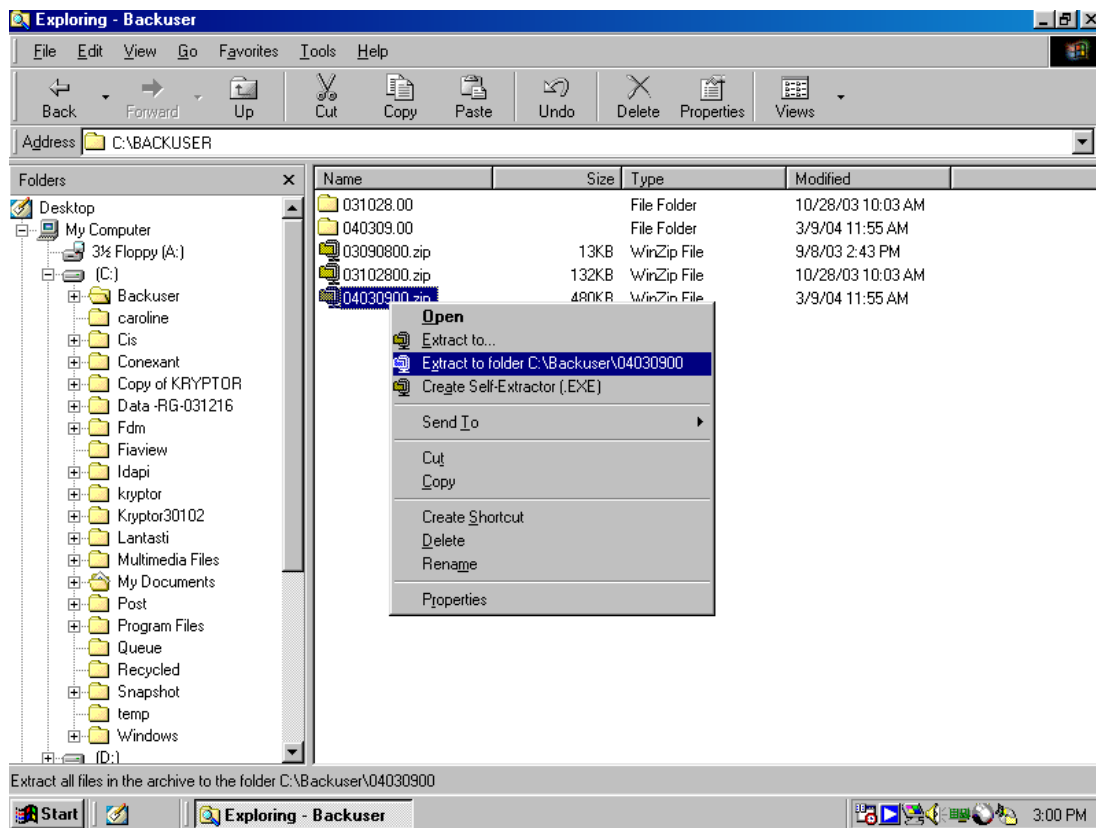 Exploring - Backuser
File Edit View Go Favorites Tools Help
Back Forward Up Cut Copy Paste Undo Delete Properties Views
Address C:\BACKUSER
Folders
Name Size Type Modified
Desktop
My Computer
3½ Floppy (A:)
(C:)
Backuser
caroline
Cis
Conexant
Copy of KRYPTOR
Data -RG-031216
Fdm
Fiaview
Idapi
kryptor
Kryptor30102
Lantasti
Multimedia Files
My Documents
Post
Program Files
Queue
Recycled
Snapshot
temp
Windows
(D:)
031028.00 File Folder 10/28/03 10:03 AM
040309.00 File Folder 3/9/04 11:55 AM
03090800.zip 13KB WinZip File 9/8/03 2:43 PM
03102800.zip 132KB WinZip File 10/28/03 10:03 AM
04030900.zip 480KB WinZip File 3/9/04 11:55 AM
Open
Extract to...
Extract to folder C:\Backuser\04030900
Create Self-Extractor (.EXE)
Send To
Cut
Copy
Create Shortcut
Delete
Rename
Properties
Extract all files in the archive to the folder C:\Backuser\04030900
Start Exploring - Backuser 3:00 PM